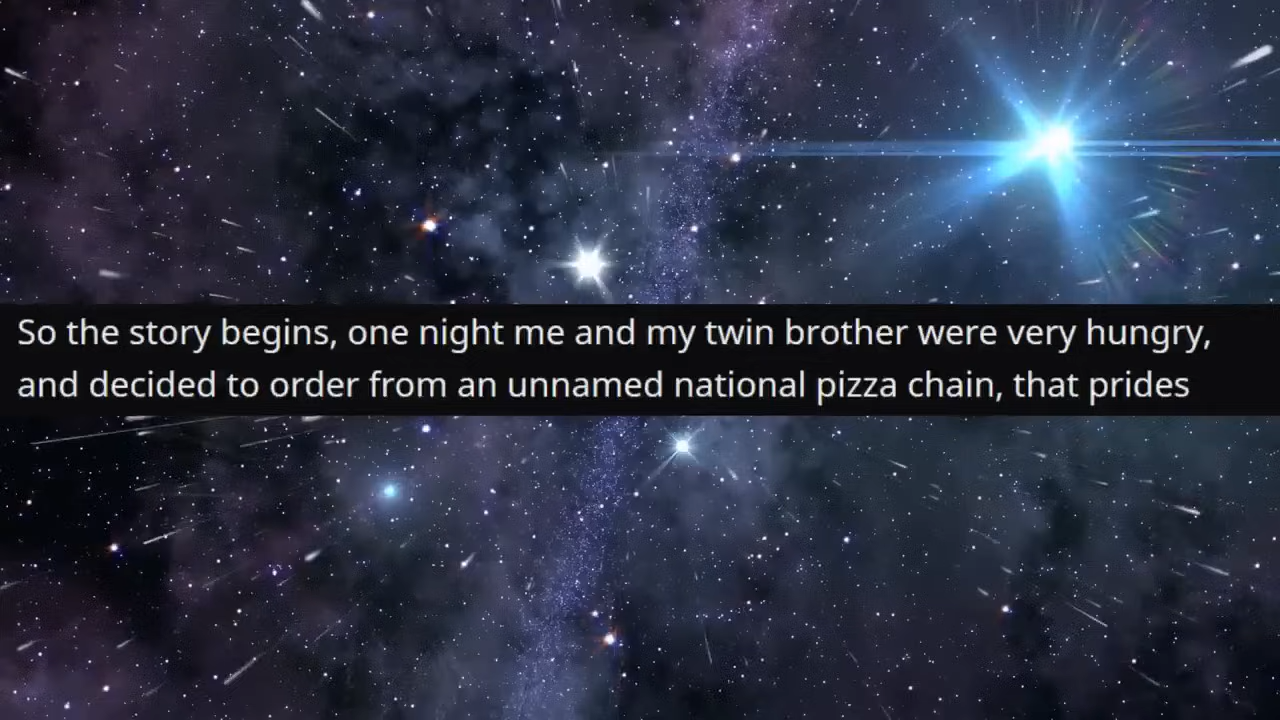 So the story begins, one night me and my twin brother were very hungry,
and decided to order from an unnamed national pizza chain, that prides